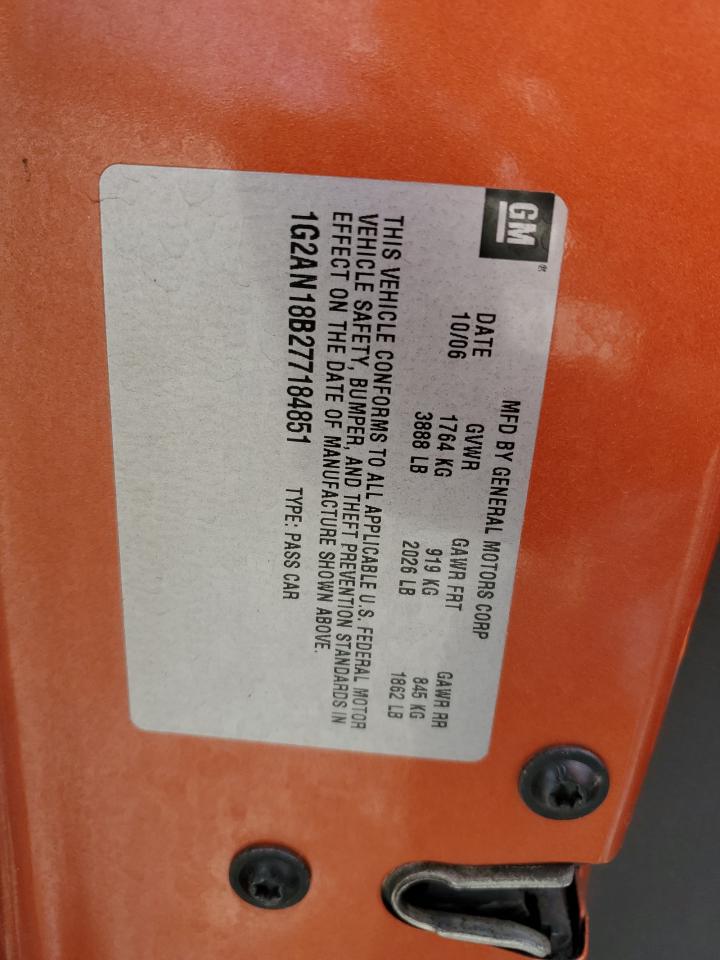 GM®
MFD BY GENERAL MOTORS CORP
DATE GVWR GAWR FRT GAWR RR
10/06 1764 KG 919 KG 845 KG
3888 LB 2026 LB 1862 LB
THIS VEHICLE CONFORMS TO ALL APPLICABLE U.S. FEDERAL MOTOR
VEHICLE SAFETY, BUMPER, AND THEFT PREVENTION STANDARDS IN
EFFECT ON THE DATE OF MANUFACTURE SHOWN ABOVE.
1G2AN18B277184851 TYPE: PASS CAR